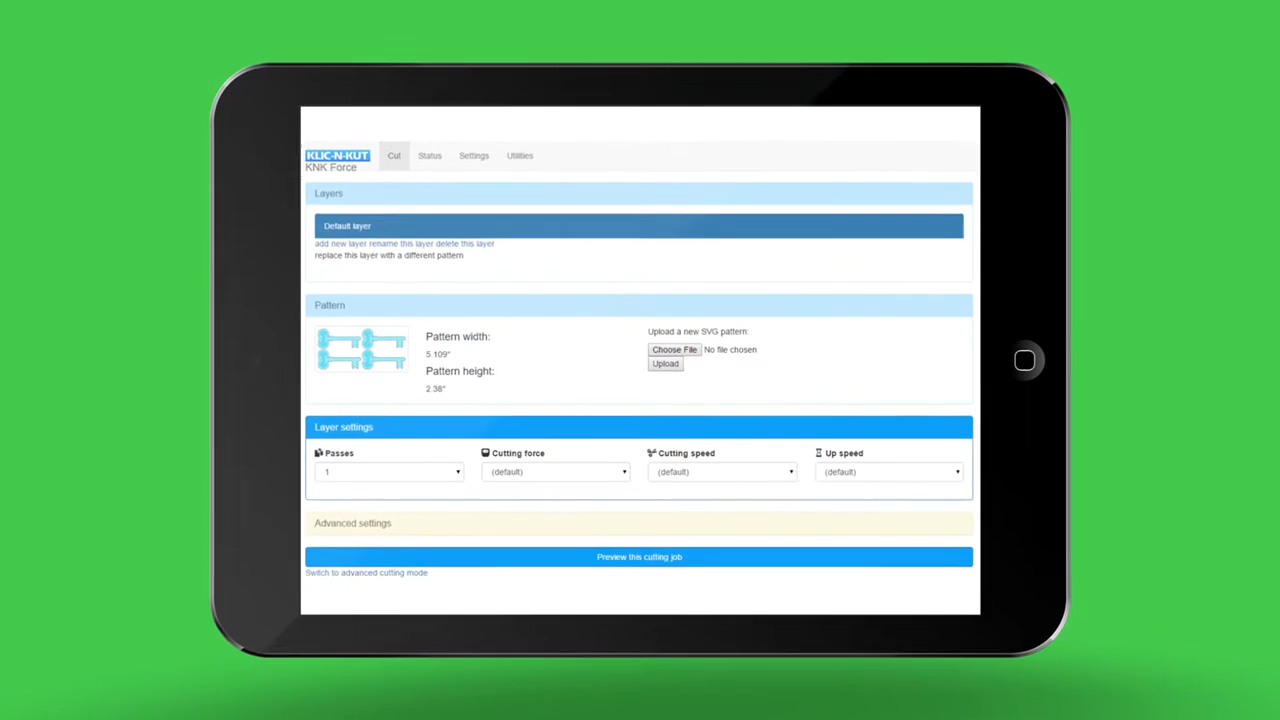 KLIC-N-KUT
KNK Force
Cut Status Settings Utilities
Layers
Default layer
add new layer rename this layer delete this layer
replace this layer with a different pattern
Pattern
Pattern width:
5.109"
Pattern height:
2.38"
Upload a new SVG pattern:
Choose File No file chosen
Upload
Layer settings
Passes Cutting force Cutting speed Up speed
1 (default) (default) (default)
Advanced settings
Preview this cutting job
Switch to advanced cutting mode